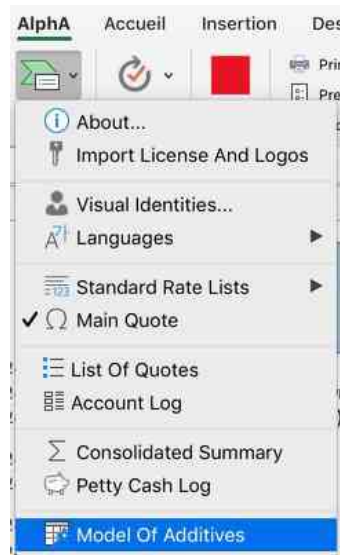 AlphA Accueil Insertion Des
Pri
Pre
About...
Import License And Logos
Visual Identities...
Languages
Standard Rate Lists
Main Quote
List Of Quotes
Account Log
Consolidated Summary
Petty Cash Log
Model Of Additives